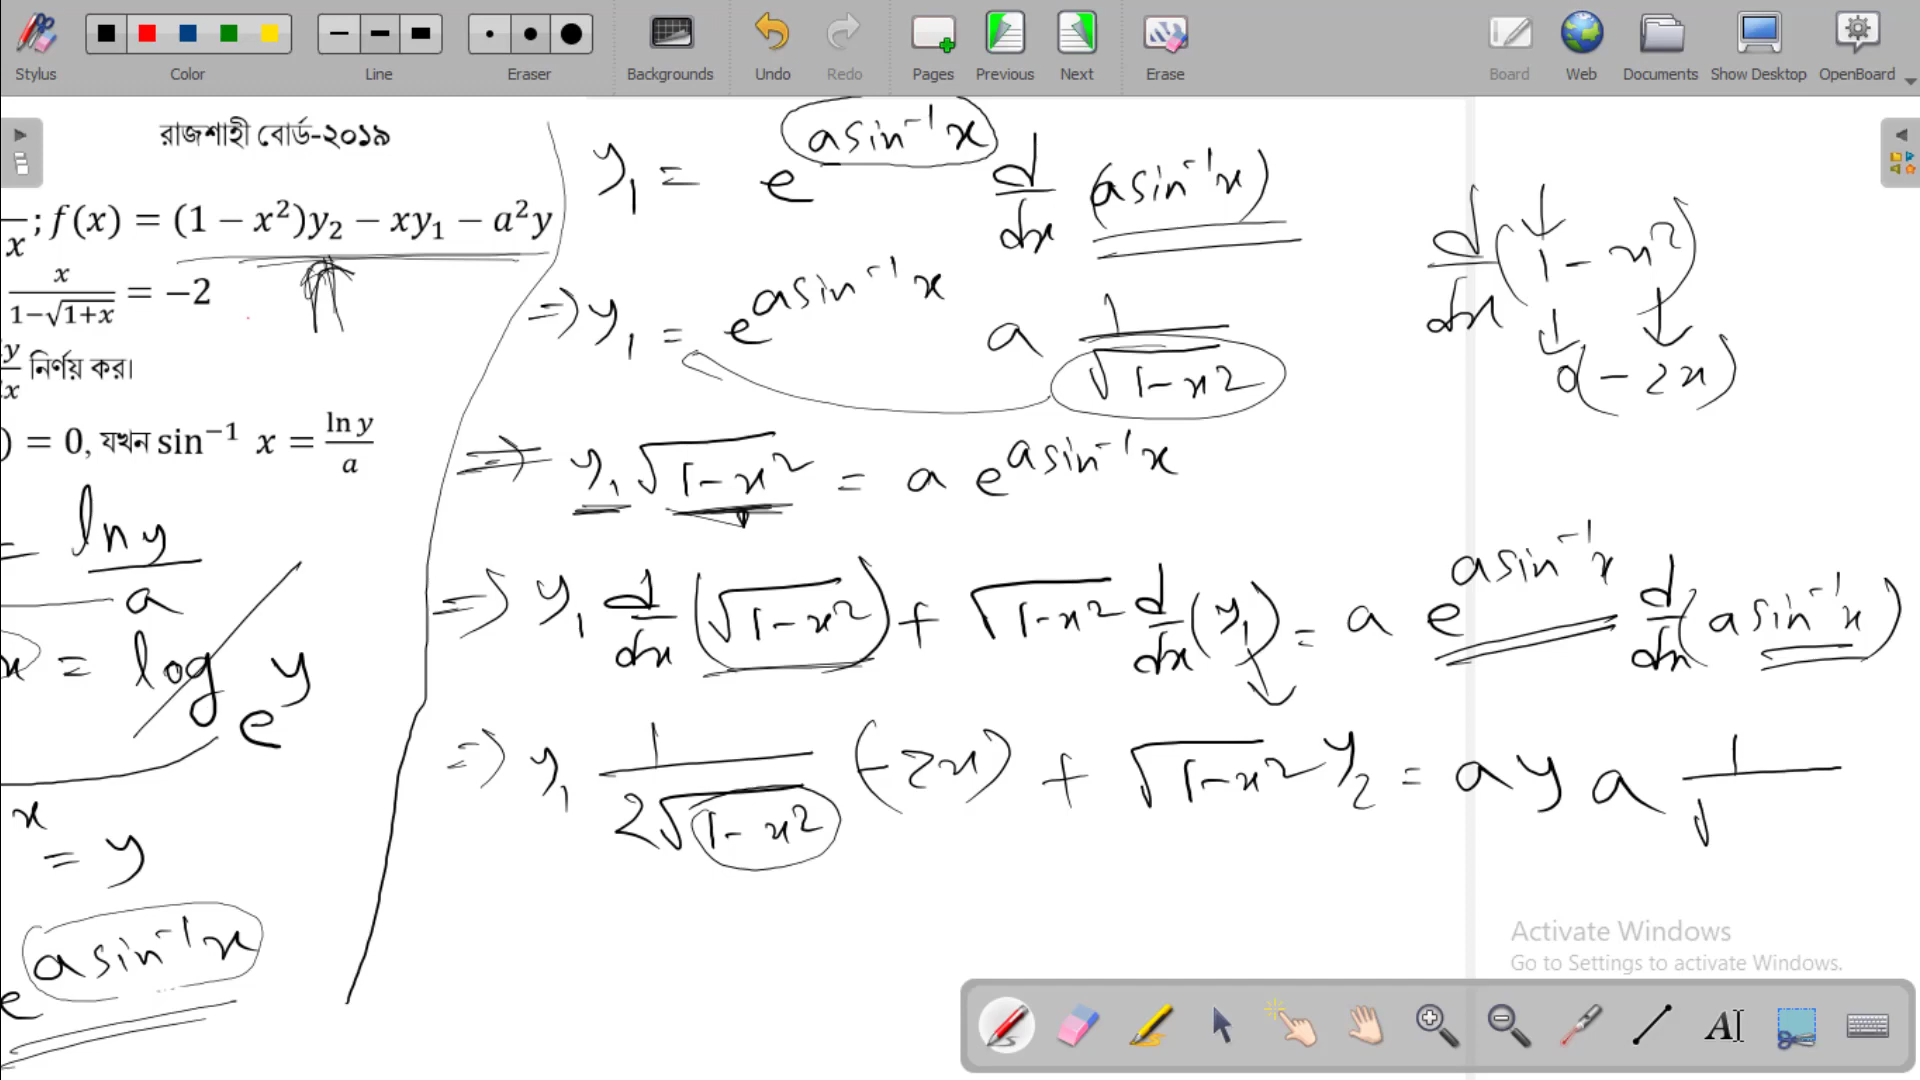 Stylus Color Line Eraser Backgrounds Undo Redo Pages Previous Next Erase Board Web Documents Show Desktop OpenBoard
রাজশাহী বোর্ড-২০১৯
x ; f(x) = (1 − x²)y₂ − xy₁ − a²y
x/(1−√(1+x)) = −2
y/x নির্ণয় কর।
) = 0, যখন sin⁻¹ x = ln y/a
= ln y/a
x = log_e y
x = y
e^(a sin⁻¹x)
y₁ = e^(a sin⁻¹x) d/dx (a sin⁻¹x)
⇒ y₁ = e^(a sin⁻¹x) a 1/√(1-x²)
⇒ y₁ √(1-x²) = a e^(a sin⁻¹x)
⇒ y₁ d/dx (√(1-x²)) + √(1-x²) d/dx (y₁) = a e^(a sin⁻¹x) d/dx (a sin⁻¹x)
⇒ y₁ 1/(2√(1-x²)) (-2x) + √(1-x²) y₂ = a y a 1/√
d/dx (1 - x²)
0 (-2x)
Activate Windows
Go to Settings to activate Windows.